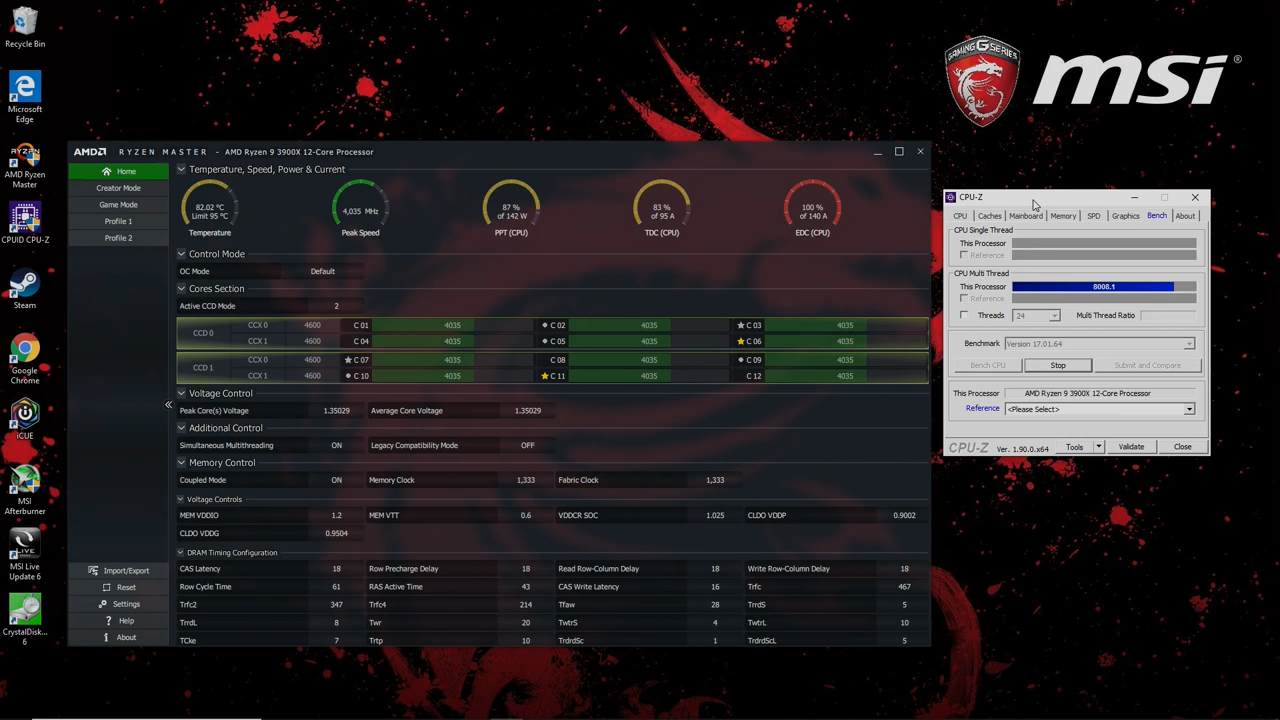 Recycle Bin
Microsoft Edge
AMD Ryzen Master
CPUID CPU-Z
Steam
Google Chrome
iCUE
MSI Afterburner
MSI Live Update 6
CrystalDisk... 6
GAMING G SERIES
msi
AMD RYZEN MASTER - AMD Ryzen 9 3900X 12-Core Processor
Home
Creator Mode
Game Mode
Profile 1
Profile 2
Import/Export
Reset
Settings
Help
About
Temperature, Speed, Power & Current
82.02 °C Limit 95 °C
4,035 MHz
87 % of 142 W
83 % of 95 A
100 % of 140 A
Temperature Peak Speed PPT (CPU) TDC (CPU) EDC (CPU)
Control Mode
OC Mode Default
Cores Section
Active CCD Mode 2
CCD 0
CCX 0 4600 C 01 4035 C 02 4035 C 03 4035
CCX 1 4600 C 04 4035 C 05 4035 C 06 4035
CCD 1
CCX 0 4600 C 07 4035 C 08 4035 C 09 4035
CCX 1 4600 C 10 4035 C 11 4035 C 12 4035
Voltage Control
Peak Core(s) Voltage 1.35029 Average Core Voltage 1.35029
Additional Control
Simultaneous Multithreading ON Legacy Compatibility Mode OFF
Memory Control
Coupled Mode ON Memory Clock 1,333 Fabric Clock 1,333
Voltage Controls
MEM VDDIO 1.2 MEM VTT 0.6 VDDCR SOC 1.025 CLDO VDDP 0.9002
CLDO VDDG 0.9504
DRAM Timing Configuration
CAS Latency 18 Row Precharge Delay 18 Read Row-Column Delay 18 Write Row-Column Delay 18
Row Cycle Time 61 RAS Active Time 43 CAS Write Latency 16 Trfc 467
Trfc2 347 Trfc4 214 Tfaw 28 TrrdS 5
TrrdL 8 Twr 20 TwtrS 4 TwtrL 10
TCke 7 Trtp 10 TrdrdSc 1 TrdrdScL 5
CPU-Z
CPU Caches Mainboard Memory SPD Graphics Bench About
CPU Single Thread
This Processor
Reference
CPU Multi Thread
This Processor 8008.1
Reference
Threads 24 Multi Thread Ratio
Benchmark Version 17.01.64
Bench CPU Stop Submit and Compare
This Processor AMD Ryzen 9 3900X 12-Core Processor
Reference <Please Select>
CPU-Z Ver. 1.90.0.x64 Tools Validate Close